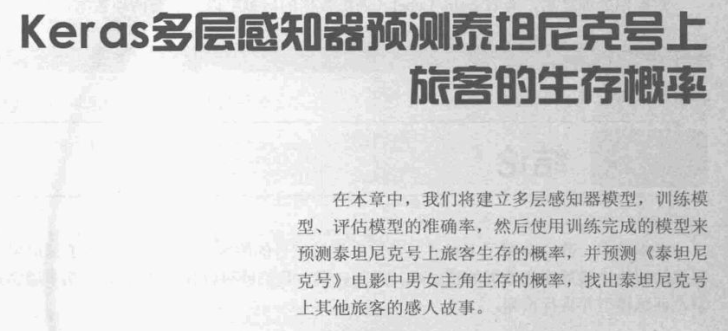 Keras多层感知器预测泰坦尼克号上
旅客的生存概率
在本章中，我们将建立多层感知器模型，训练模
型、评估模型的准确率，然后使用训练完成的模型来
预测泰坦尼克号上旅客生存的概率，并预测《泰坦尼
克号》电影中男女主角生存的概率，找出泰坦尼克号
上其他旅客的感人故事。